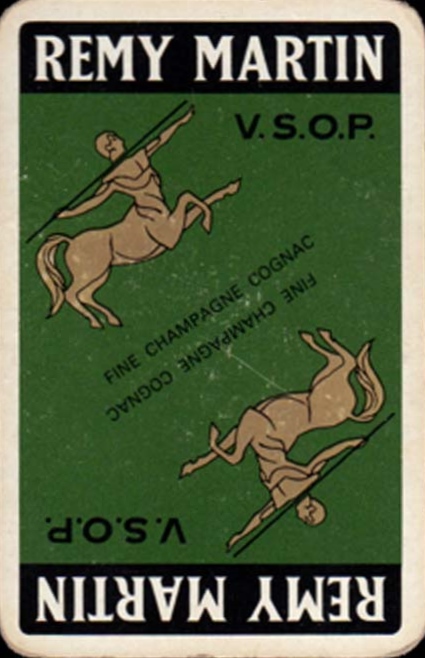 REMY MARTIN
V.S.O.P.
FINE CHAMPAGNE COGNAC
FINE CHAMPAGNE COGNAC
V.S.O.P.
REMY MARTIN